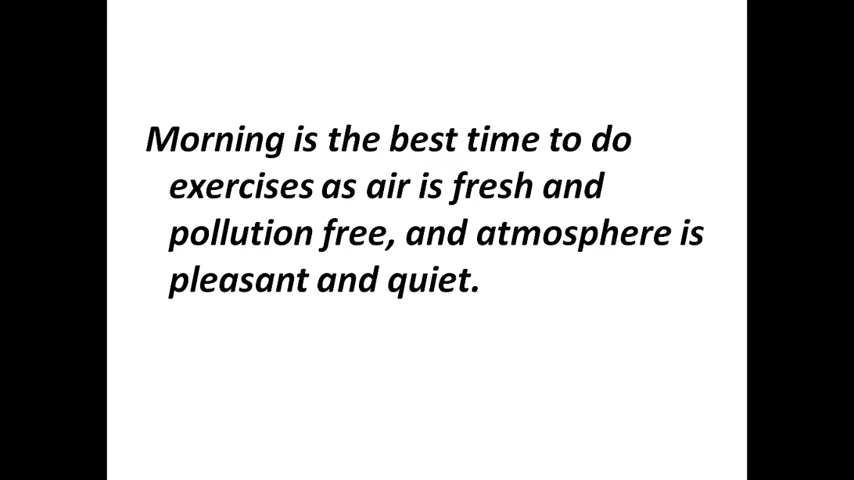 Morning is the best time to do
exercises as air is fresh and
pollution free, and atmosphere is
pleasant and quiet.